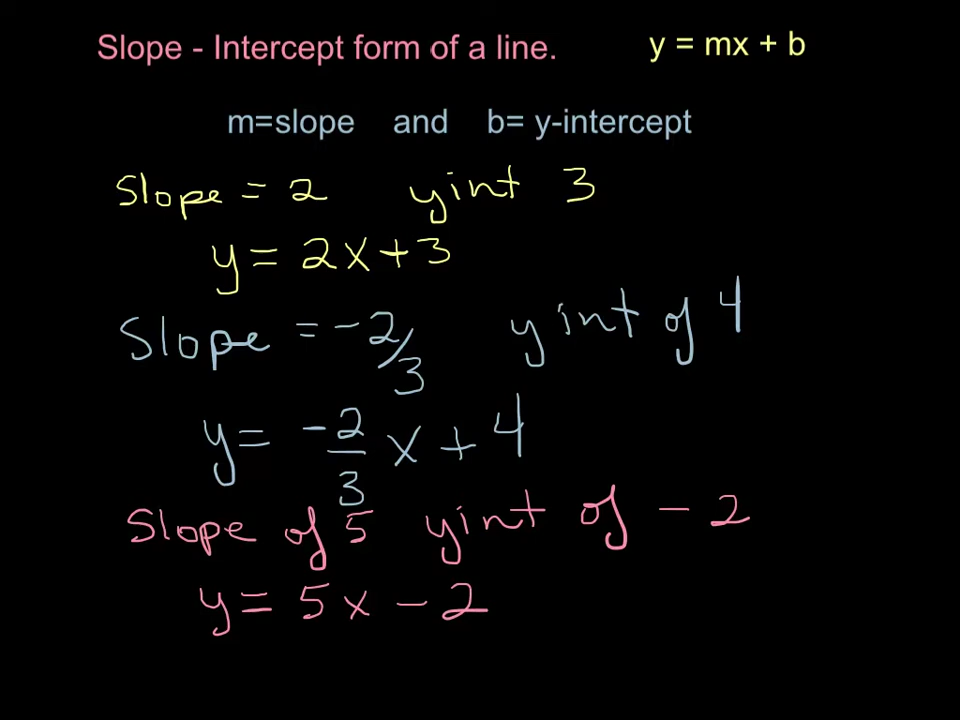 Slope - Intercept form of a line. y = mx + b
m=slope and b= y-intercept
Slope = 2 yint 3
y = 2x + 3
Slope = -2/3 y int of 4
y = -2/3 x + 4
Slope of 5 yint of - 2
y = 5x - 2